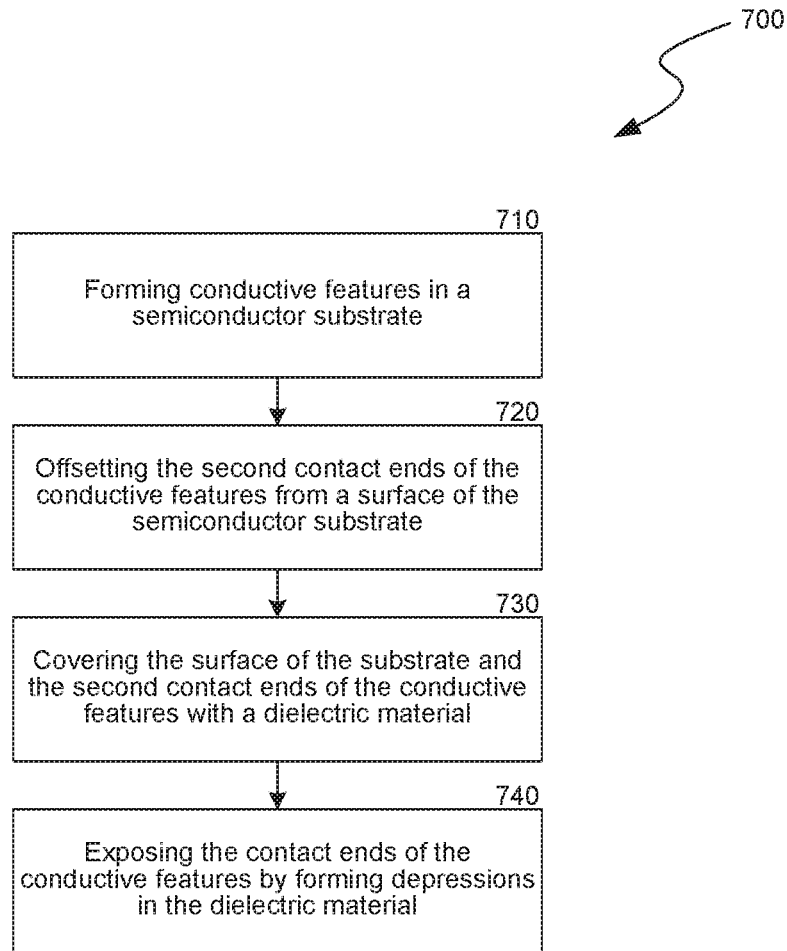 700
710
Forming conductive features in a
semiconductor substrate
720
Offsetting the second contact ends of the
conductive features from a surface of the
semiconductor substrate
730
Covering the surface of the substrate and
the second contact ends of the conductive
features with a dielectric material
740
Exposing the contact ends of the
conductive features by forming depressions
in the dielectric material